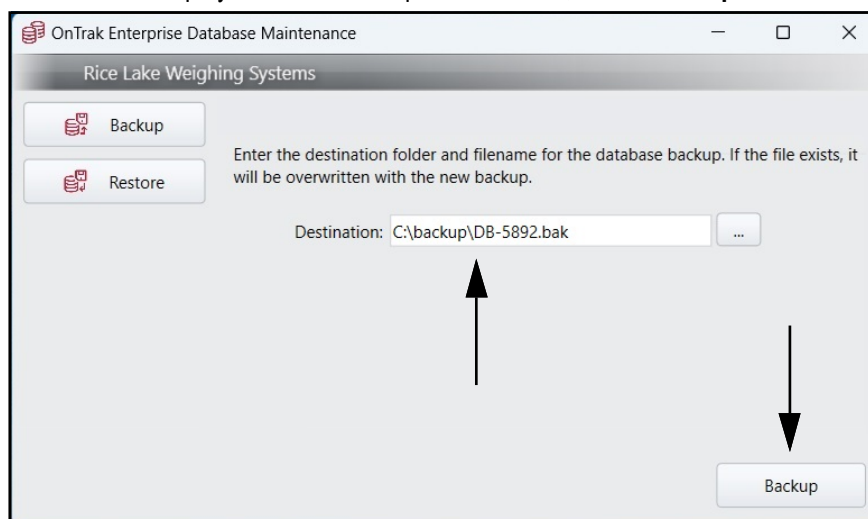 OnTrak Enterprise Database Maintenance
Rice Lake Weighing Systems
Backup
Restore
Enter the destination folder and filename for the database backup. If the file exists, it
will be overwritten with the new backup.
Destination: C:\backup\DB-5892.bak ...
Backup